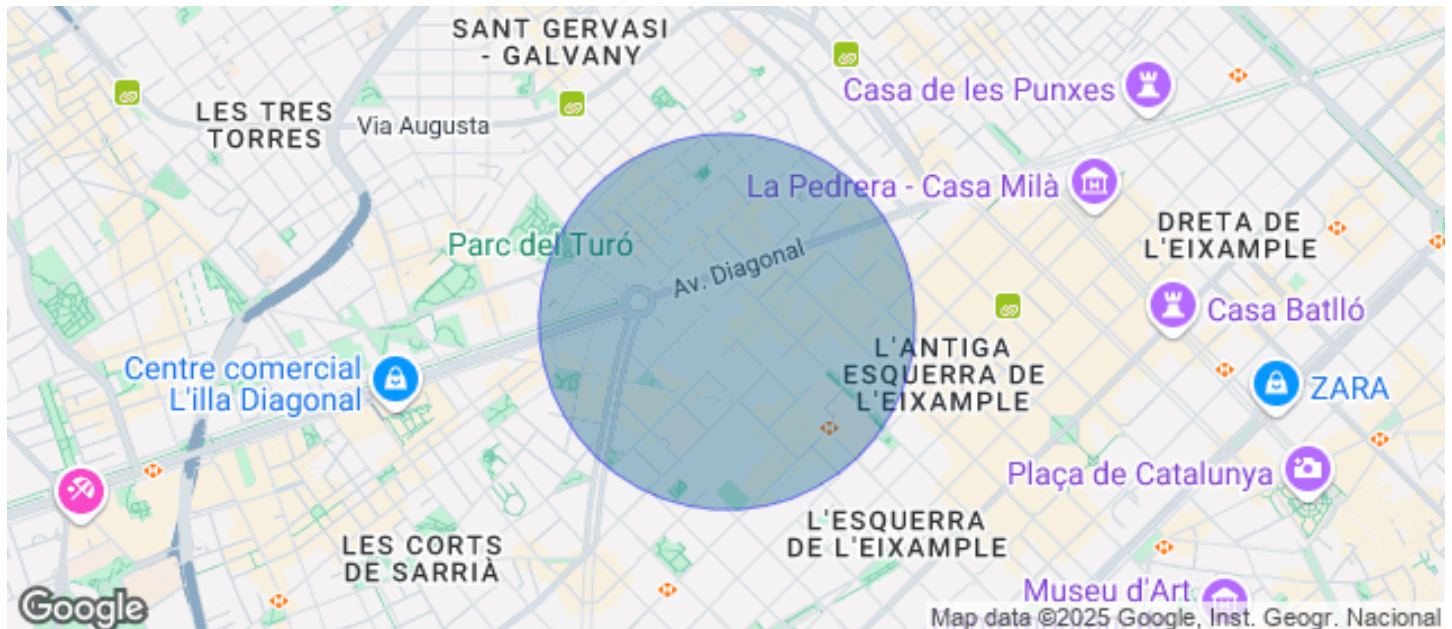 SANT GERVASI
- GALVANY
Casa de les Punxes
LES TRES
TORRES
Via Augusta
La Pedrera - Casa Milà
DRETA DE
L'EIXAMPLE
Parc del Turó
Av. Diagonal
Casa Batlló
L'ANTIGA
ESQUERRA DE
L'EIXAMPLE
Centre comercial
L'illa Diagonal
ZARA
Plaça de Catalunya
L'ESQUERRA
DE L'EIXAMPLE
LES CORTS
DE SARRIÀ
Museu d'Art
Google
Map data ©2025 Google, Inst. Geogr. Nacional